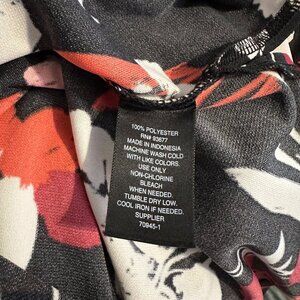 100% POLYESTER
RN# 93677
MADE IN INDONESIA
MACHINE WASH COLD
WITH LIKE COLORS.
USE ONLY
NON-CHLORINE
BLEACH
WHEN NEEDED.
TUMBLE DRY LOW.
COOL IRON IF NEEDED.
SUPPLIER
70945-1